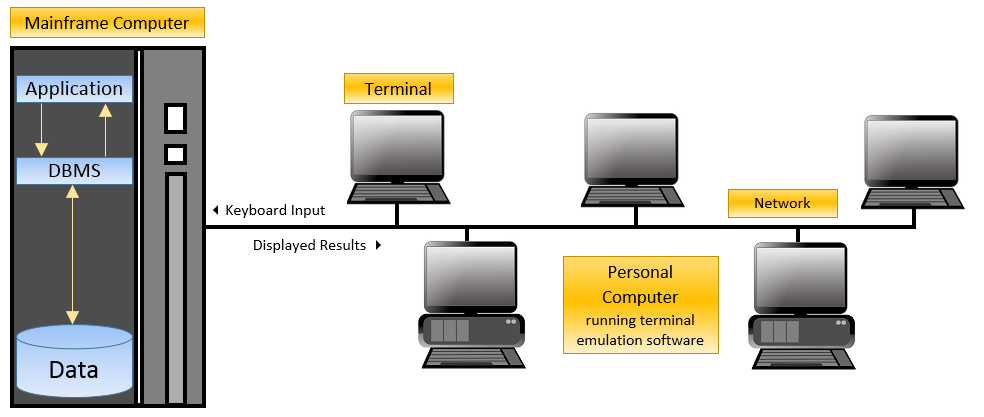 Mainframe Computer
Application
DBMS
Data
Terminal
Keyboard Input
Displayed Results
Network
Personal
Computer
running terminal
emulation software